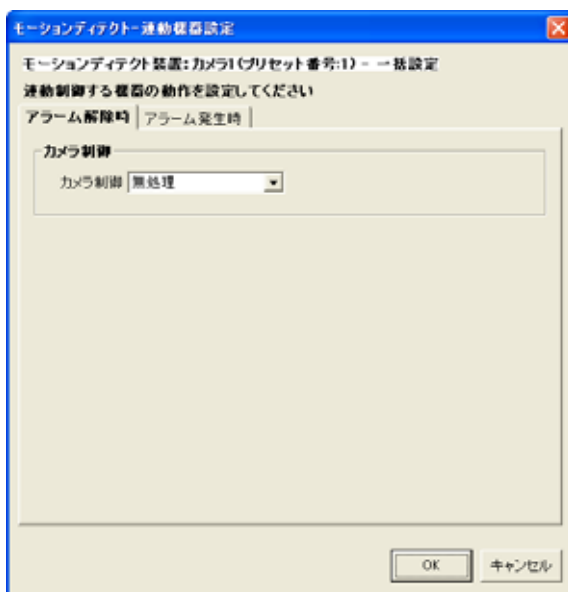 モーションディテクト-連動機器設定
モーションディテクト装置:カメラ1(プリセット番号:1) - 一括設定
連動制御する機器の動作を設定してください
アラーム解除時 アラーム発生時
カメラ制御
カメラ制御 無処理
OK キャンセル